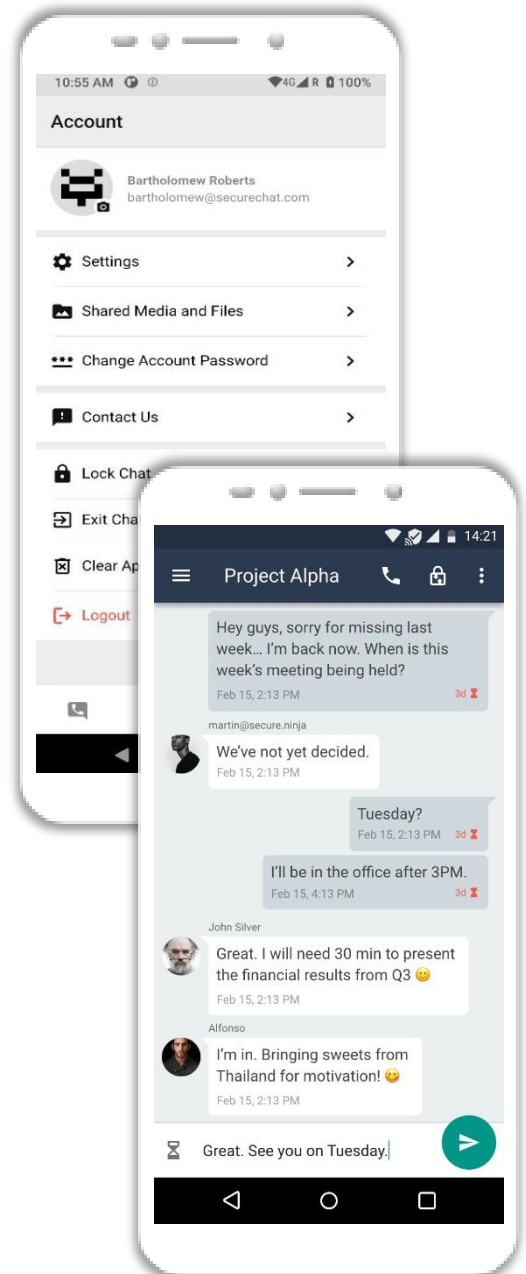 10:55 AM 4G R 100%
Account
Bartholomew Roberts
bartholomew@securechat.com
Settings
Shared Media and Files
Change Account Password
Contact Us
Lock Chat
Exit Cha
Clear Ap
Logout
14:21
Project Alpha
Hey guys, sorry for missing last
week... I'm back now. When is this
week's meeting being held?
Feb 15, 2:13 PM 3d
martin@secure.ninja
We've not yet decided.
Feb 15, 2:13 PM
Tuesday?
Feb 15, 2:13 PM 3d
I'll be in the office after 3PM.
Feb 15, 4:13 PM 3d
John Silver
Great. I will need 30 min to present
the financial results from Q3 😀
Feb 15, 2:13 PM
Alfonso
I'm in. Bringing sweets from
Thailand for motivation! 😋
Feb 15, 2:13 PM
Great. See you on Tuesday.